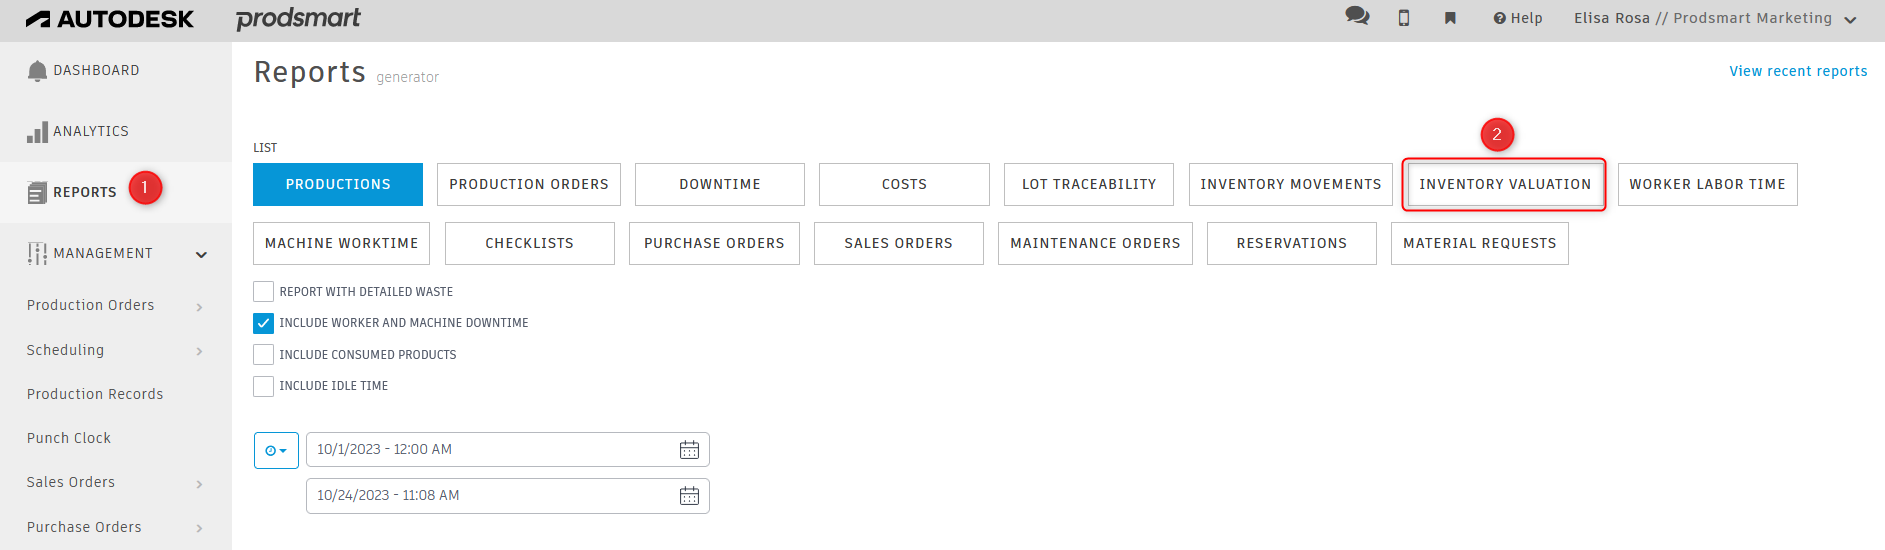 AUTODESK prodsmart Help Elisa Rosa // Prodsmart Marketing
DASHBOARD
ANALYTICS
REPORTS 1
MANAGEMENT
Production Orders
Scheduling
Production Records
Punch Clock
Sales Orders
Purchase Orders
Reports generator View recent reports
LIST
2
PRODUCTIONS PRODUCTION ORDERS DOWNTIME COSTS LOT TRACEABILITY INVENTORY MOVEMENTS INVENTORY VALUATION WORKER LABOR TIME
MACHINE WORKTIME CHECKLISTS PURCHASE ORDERS SALES ORDERS MAINTENANCE ORDERS RESERVATIONS MATERIAL REQUESTS
REPORT WITH DETAILED WASTE
INCLUDE WORKER AND MACHINE DOWNTIME
INCLUDE CONSUMED PRODUCTS
INCLUDE IDLE TIME
10/1/2023 - 12:00 AM
10/24/2023 - 11:08 AM